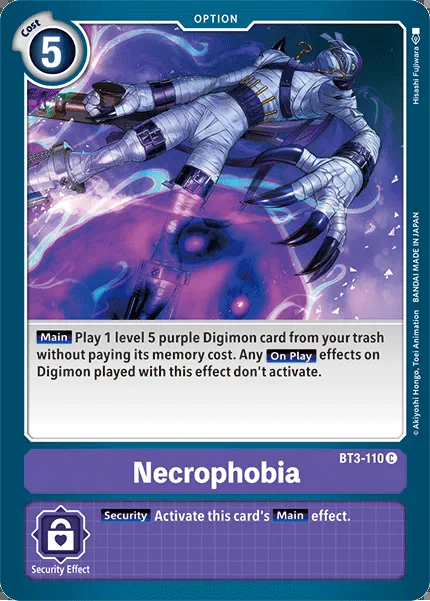 OPTION
Cost
5
Hisashi Fujiwara
© Akiyoshi Hongo, Toei Animation BANDAI MADE IN JAPAN
Main Play 1 level 5 purple Digimon card from your trash
without paying its memory cost. Any On Play effects on
Digimon played with this effect don't activate.
BT3-110 C
Necrophobia
Security Activate this card's Main effect.
Security Effect